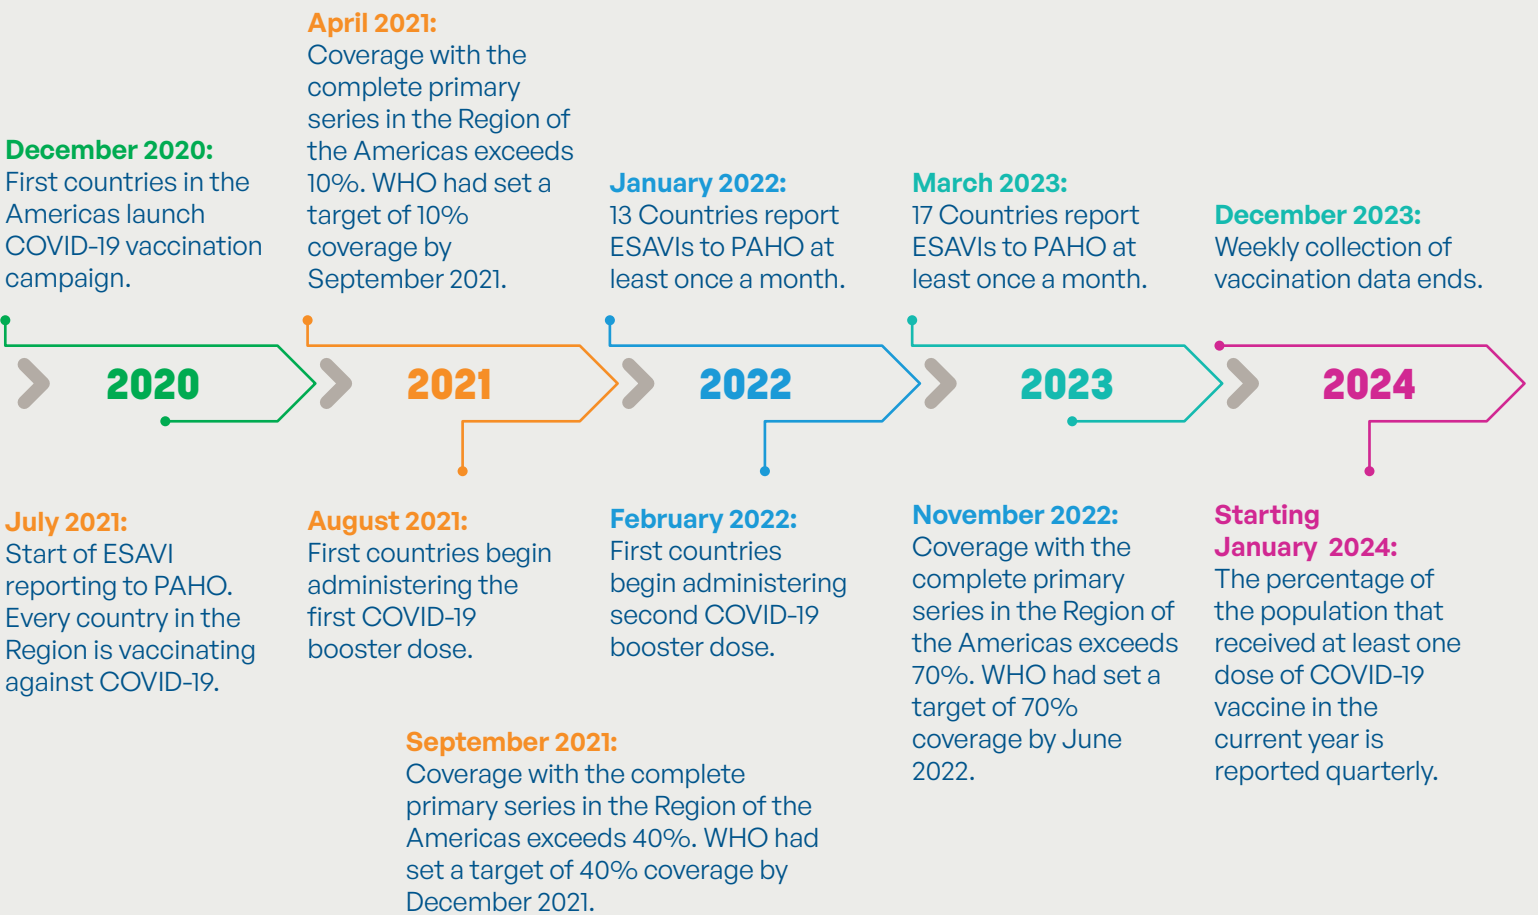 December 2020:
First countries in the
Americas launch
COVID-19 vaccination
campaign.
April 2021:
Coverage with the
complete primary
series in the Region of
the Americas exceeds
10%. WHO had set a
target of 10%
coverage by
September 2021.
January 2022:
13 Countries report
ESAVIs to PAHO at
least once a month.
March 2023:
17 Countries report
ESAVIs to PAHO at
least once a month.
December 2023:
Weekly collection of
vaccination data ends.
2020
2021
2022
2023
2024
July 2021:
Start of ESAVI
reporting to PAHO.
Every country in the
Region is vaccinating
against COVID-19.
August 2021:
First countries begin
administering the
first COVID-19
booster dose.
September 2021:
Coverage with the complete
primary series in the Region of the
Americas exceeds 40%. WHO had
set a target of 40% coverage by
December 2021.
February 2022:
First countries
begin administering
second COVID-19
booster dose.
November 2022:
Coverage with the
complete primary
series in the Region of
the Americas exceeds
70%. WHO had set a
target of 70%
coverage by June
2022.
Starting
January 2024:
The percentage of
the population that
received at least one
dose of COVID-19
vaccine in the
current year is
reported quarterly.